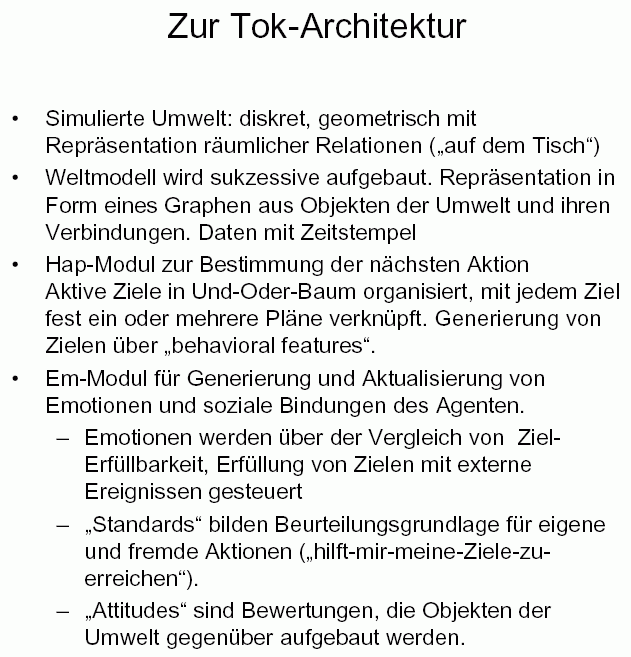 Zur Tok-Architektur
• Simulierte Umwelt: diskret, geometrisch mit
Repräsentation räumlicher Relationen („auf dem Tisch“)
• Weltmodell wird sukzessive aufgebaut. Repräsentation in
Form eines Graphen aus Objekten der Umwelt und ihren
Verbindungen. Daten mit Zeitstempel
• Hap-Modul zur Bestimmung der nächsten Aktion
Aktive Ziele in Und-Oder-Baum organisiert, mit jedem Ziel
fest ein oder mehrere Pläne verknüpft. Generierung von
Zielen über „behavioral features“.
• Em-Modul für Generierung und Aktualisierung von
Emotionen und soziale Bindungen des Agenten.
– Emotionen werden über der Vergleich von Ziel-
Erfüllbarkeit, Erfüllung von Zielen mit externe
Ereignissen gesteuert
– „Standards“ bilden Beurteilungsgrundlage für eigene
und fremde Aktionen („hilft-mir-meine-Ziele-zu-
erreichen“).
– „Attitudes“ sind Bewertungen, die Objekten der
Umwelt gegenüber aufgebaut werden.